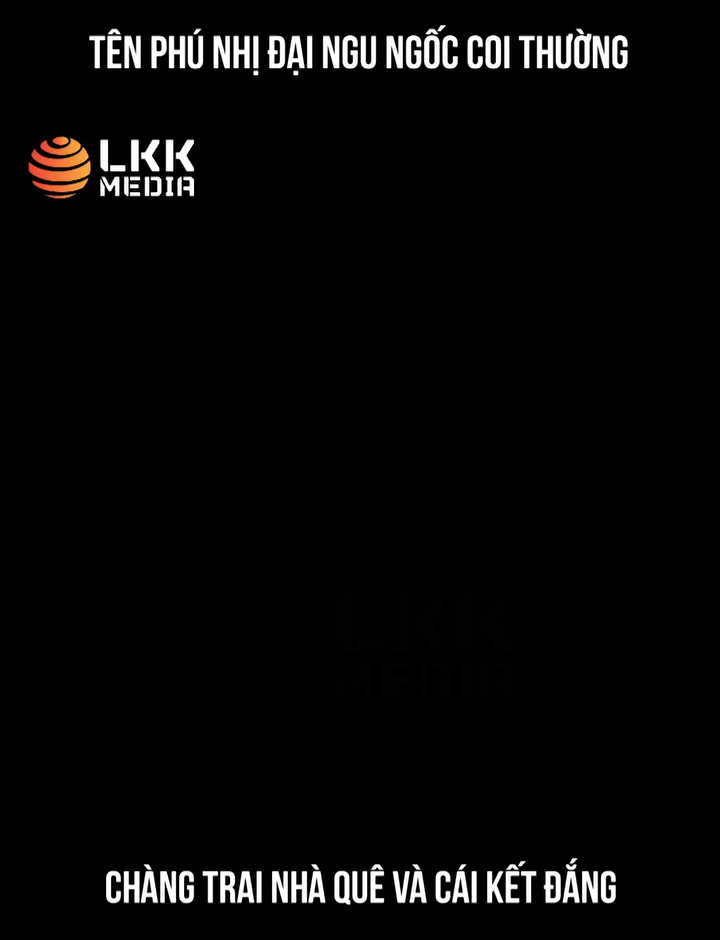 TÊN PHÚ NHỊ ĐẠI NGU NGỐC COI THƯỜNG
LKK
MEDIA
LKK
MEDIA
CHÀNG TRAI NHÀ QUÊ VÀ CÁI KẾT ĐẮNG